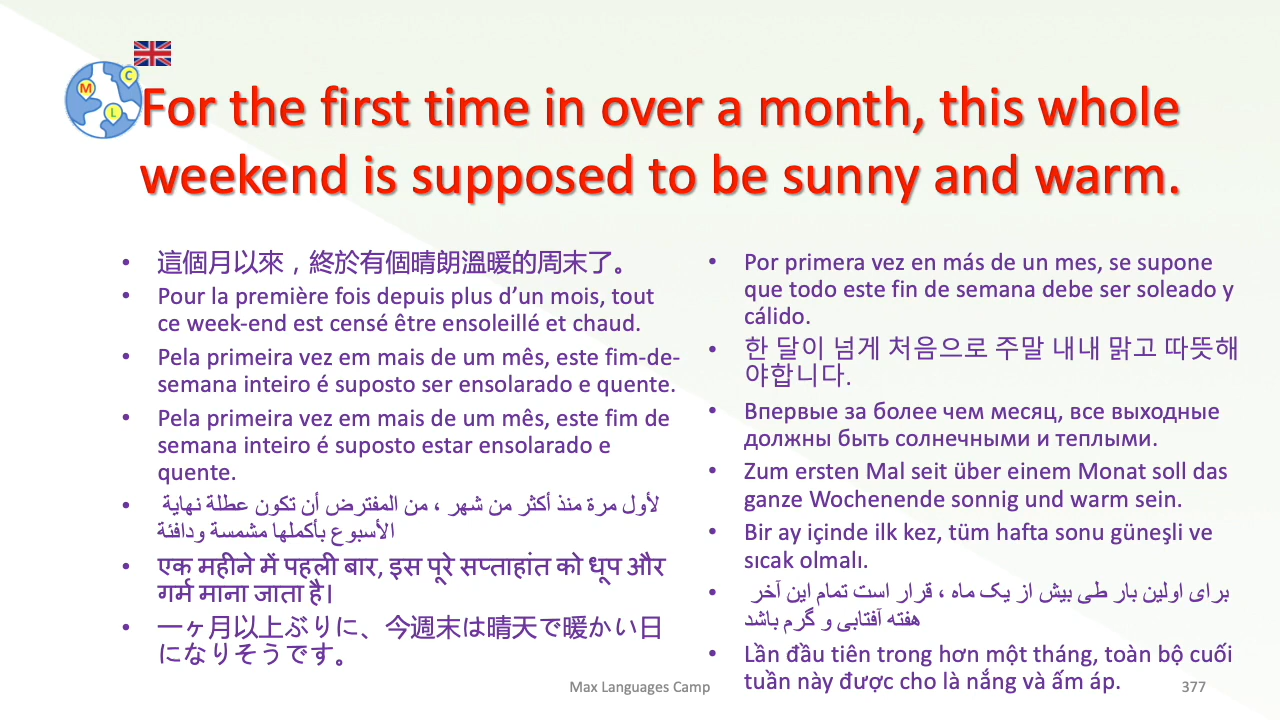 M
C
L
For the first time in over a month, this whole
weekend is supposed to be sunny and warm.
• 這個月以來，終於有個晴朗溫暖的周末了。
• Pour la première fois depuis plus d’un mois, tout
ce week-end est censé être ensoleillé et chaud.
• Pela primeira vez em mais de um mês, este fim-de-
semana inteiro é suposto ser ensolarado e quente.
• Pela primeira vez em mais de um mês, este fim de
semana inteiro é suposto estar ensolarado e
quente.
• لأول مرة منذ أكثر من شهر ، من المفترض أن تكون عطلة نهاية
الأسبوع بأكملها مشمسة ودافئة
• एक महीने में पहली बार, इस पूरे सप्ताहांत को धूप और
गर्म माना जाता है।
• 一ヶ月以上ぶりに、今週末は晴天で暖かい日
になりそうです。
• Por primera vez en más de un mes, se supone
que todo este fin de semana debe ser soleado y
cálido.
• 한 달이 넘게 처음으로 주말 내내 맑고 따뜻해
야합니다.
• Впервые за более чем месяц, все выходные
должны быть солнечными и теплыми.
• Zum ersten Mal seit über einem Monat soll das
ganze Wochenende sonnig und warm sein.
• Bir ay içinde ilk kez, tüm hafta sonu güneşli ve
sıcak olmalı.
• برای اولین بار طی بیش از یک ماه ، قرار است تمام این آخر
هفته آفتابی و گرم باشد
• Lần đầu tiên trong hơn một tháng, toàn bộ cuối
tuần này được cho là nắng và ấm áp.
Max Languages Camp
377